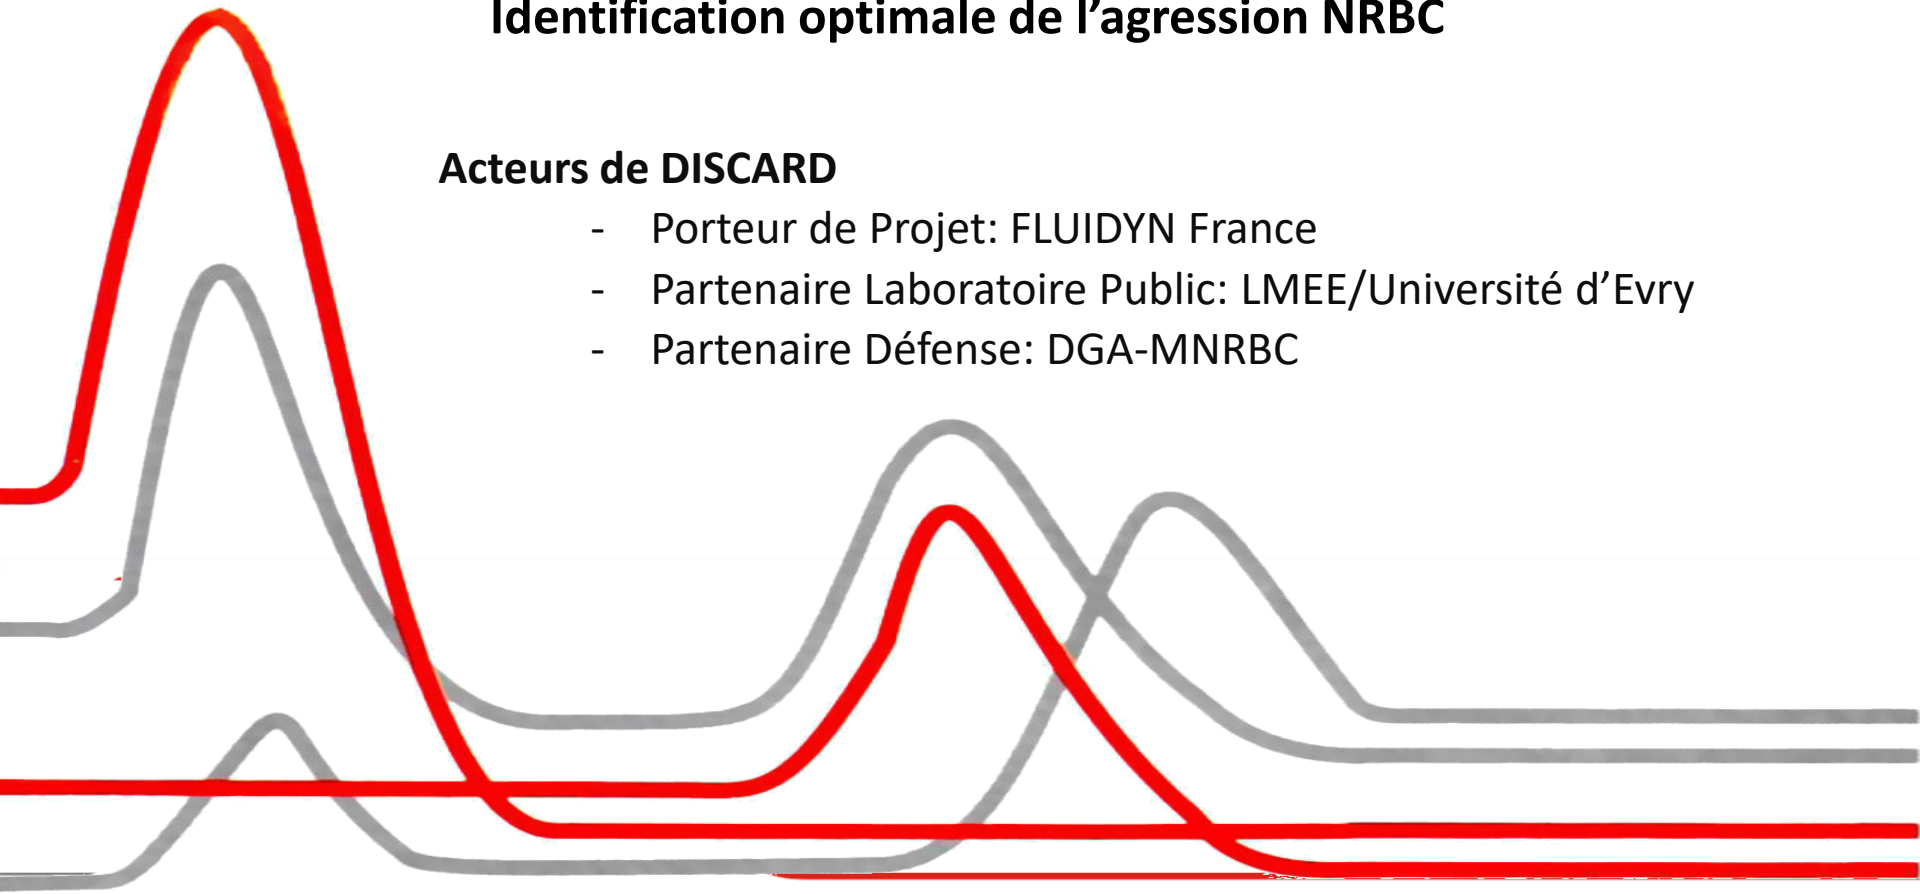 Identification optimale de l’agression NRBC
Acteurs de DISCARD
- Porteur de Projet: FLUIDYN France
- Partenaire Laboratoire Public: LMEE/Université d’Evry
- Partenaire Défense: DGA-MNRBC